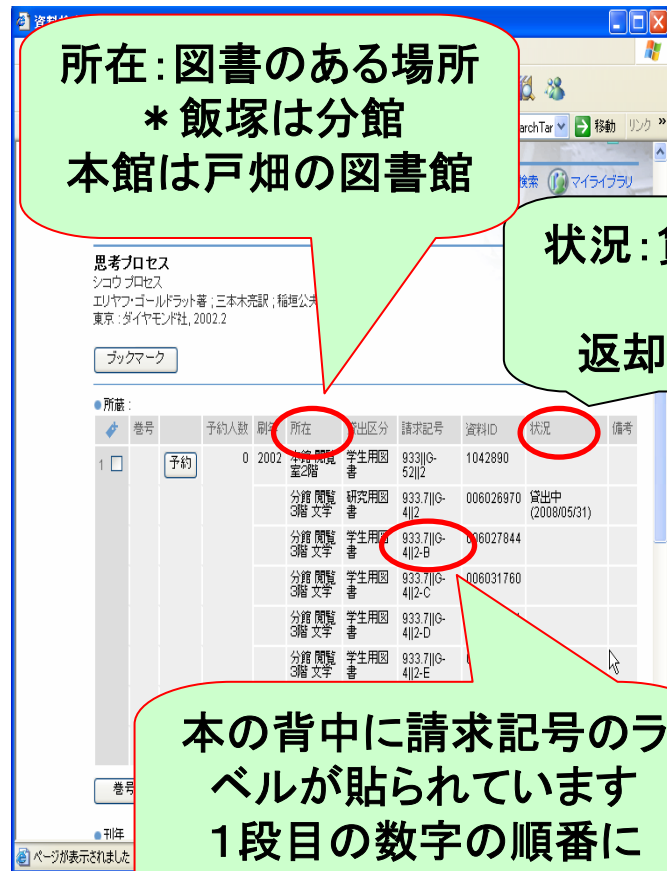 所在:図書のある場所
*飯塚は分館
本館は戸畑の図書館
archTar
移動 リンク »
検索 マイライブラリ
状況:
返却
思考プロセス
シコウ プロセス
エリヤフ・ゴールドラット著 ; 三本木亮訳 ; 稲垣公夫
東京 : ダイヤモンド社, 2002.2
ブックマーク
所蔵 :
巻号 予約人数 刷年 所在 貸出区分 請求記号 資料ID 状況 備考
1 予約 0 2002 本館 閲覧室2階 学生用図書 933||G-52||2 1042890
分館 閲覧3階 文学 研究用図書 933.7||G-4||2 006026970 貸出中(2008/05/31)
分館 閲覧3階 文学 学生用図書 933.7||G-4||2-B 006027844
分館 閲覧3階 文学 学生用図書 933.7||G-4||2-C 006031760
分館 閲覧3階 文学 学生用図書 933.7||G-4||2-D
分館 閲覧3階 文学 学生用図書 933.7||G-4||2-E
本の背中に請求記号のラ
ベルが貼られています
1段目の数字の順番に
巻号
刊年
ページが表示されました